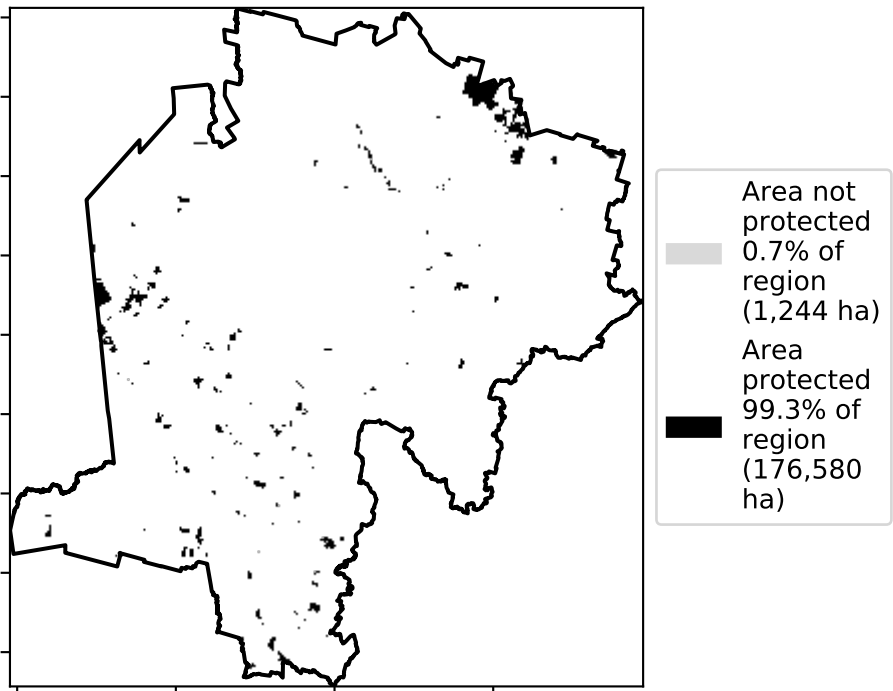 Area not
protected
0.7% of
region
(1,244 ha)
Area
protected
99.3% of
region
(176,580
ha)